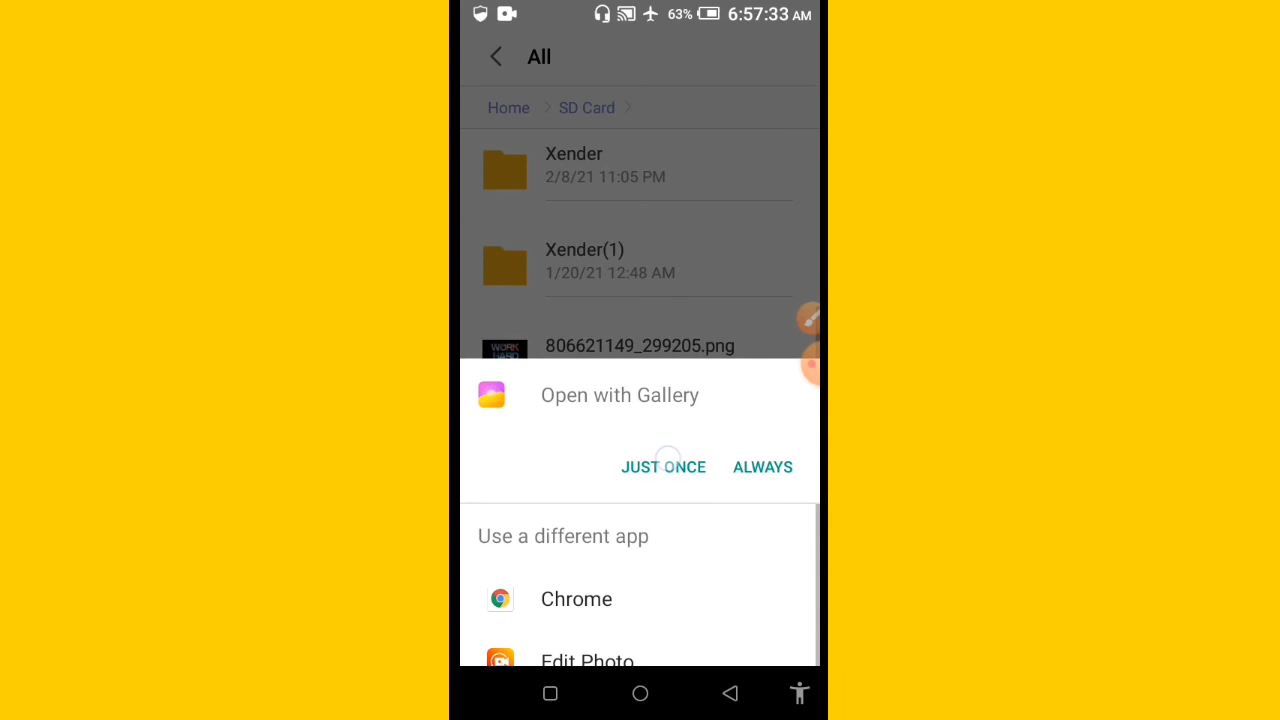 63% 6:57:33 AM
All
Home SD Card
Xender
2/8/21 11:05 PM
Xender(1)
1/20/21 12:48 AM
WORK
HARD
806621149_299205.png
Open with Gallery
JUST ONCE ALWAYS
Use a different app
Chrome
Edit Photo